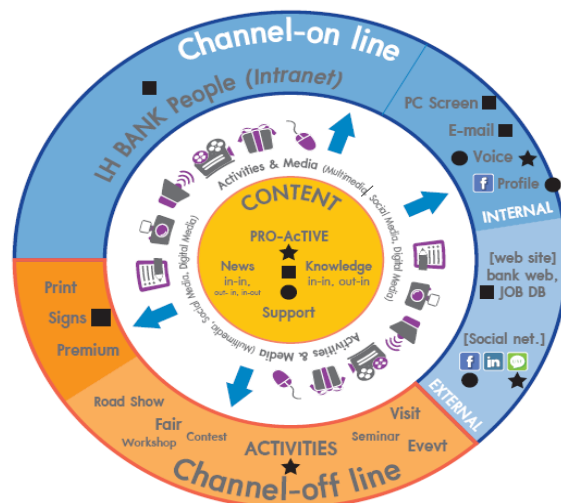 Channel-on line
LH BANK People (Intranet)
PC Screen
E-mail
Voice
f Profile
INTERNAL
[web site]
bank web,
JOB DB
[Social net.]
f in
EXTERNAL
Activities & Media (Multimedia, Social Media, Digital Media)
CONTENT
PRO-AcTIVE
News
in-in,
out- in, in-out
Knowledge
in-in, out-in
Support
Activities & Media (Multimedia, Social Media, Digital Media)
Print
Signs
Premium
Road Show
Fair
Workshop
Contest
ACTIVITIES
Seminar
Visit
Evevt
Channel-off line